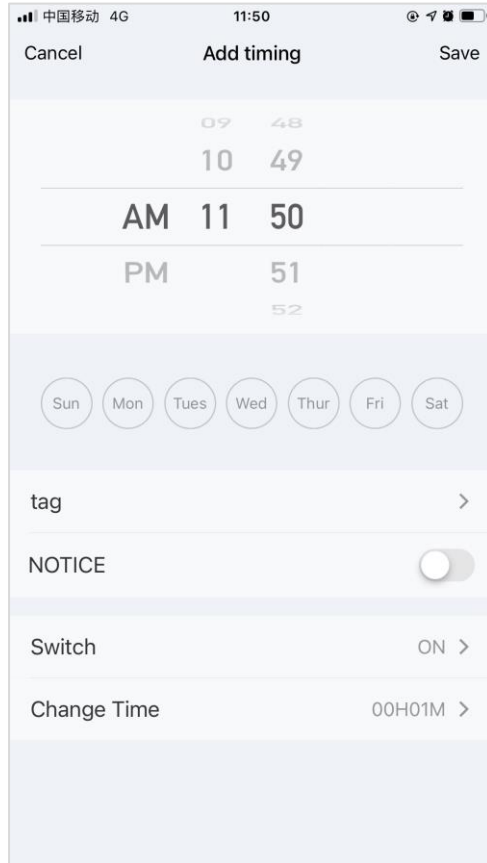 中国移动 4G 11:50
Cancel Add timing Save
09 48
10 49
AM 11 50
PM 51
52
Sun Mon Tues Wed Thur Fri Sat
tag
NOTICE
Switch ON
Change Time 00H01M